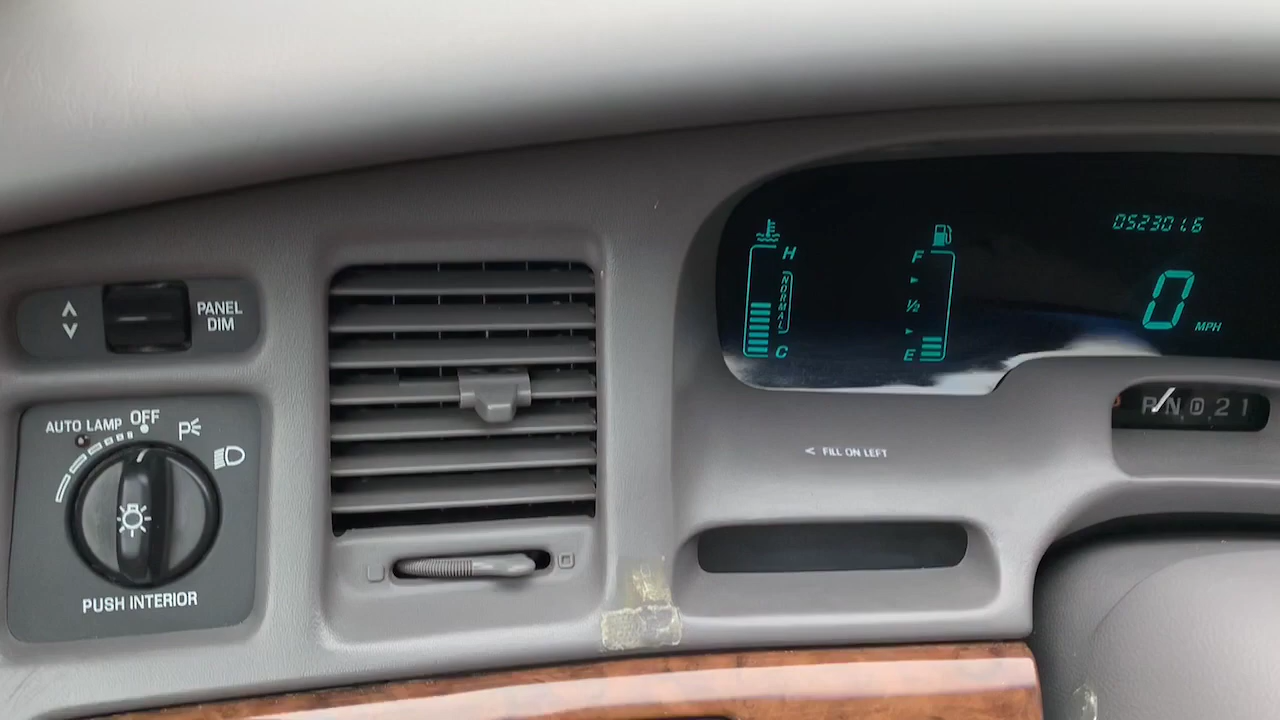 PANEL
DIM
AUTO LAMP OFF
PUSH INTERIOR
H
NORMAL
C
F
1/2
E
052301.6
0 MPH
< FILL ON LEFT
P N D 2 1